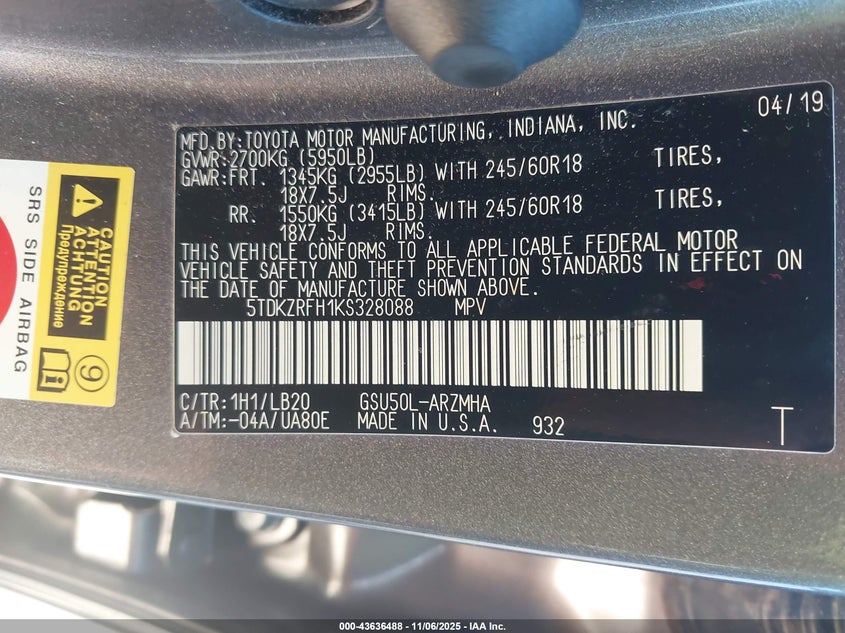 MFD.BY:TOYOTA MOTOR MANUFACTURING, INDIANA, INC. 04/19
GVWR:2700KG (5950LB)
GAWR:FRT. 1345KG (2955LB) WITH 245/60R18 TIRES,
18X7.5J RIMS.
RR. 1550KG (3415LB) WITH 245/60R18 TIRES,
18X7.5J RIMS.
THIS VEHICLE CONFORMS TO ALL APPLICABLE FEDERAL MOTOR
VEHICLE SAFETY AND THEFT PREVENTION STANDARDS IN EFFECT ON
THE DATE OF MANUFACTURE SHOWN ABOVE.
5TDKZRFH1KS328088 MPV
C/TR:1H1/LB20 GSU50L-ARZMHA
A/TM:-04A/UA80E MADE IN U.S.A. 932 T
CAUTION
ATTENTION
ACHTUNG
Предупреждение
9
SRS SIDE AIRBAG
000-43636488 - 11/06/2025 - IAA Inc.